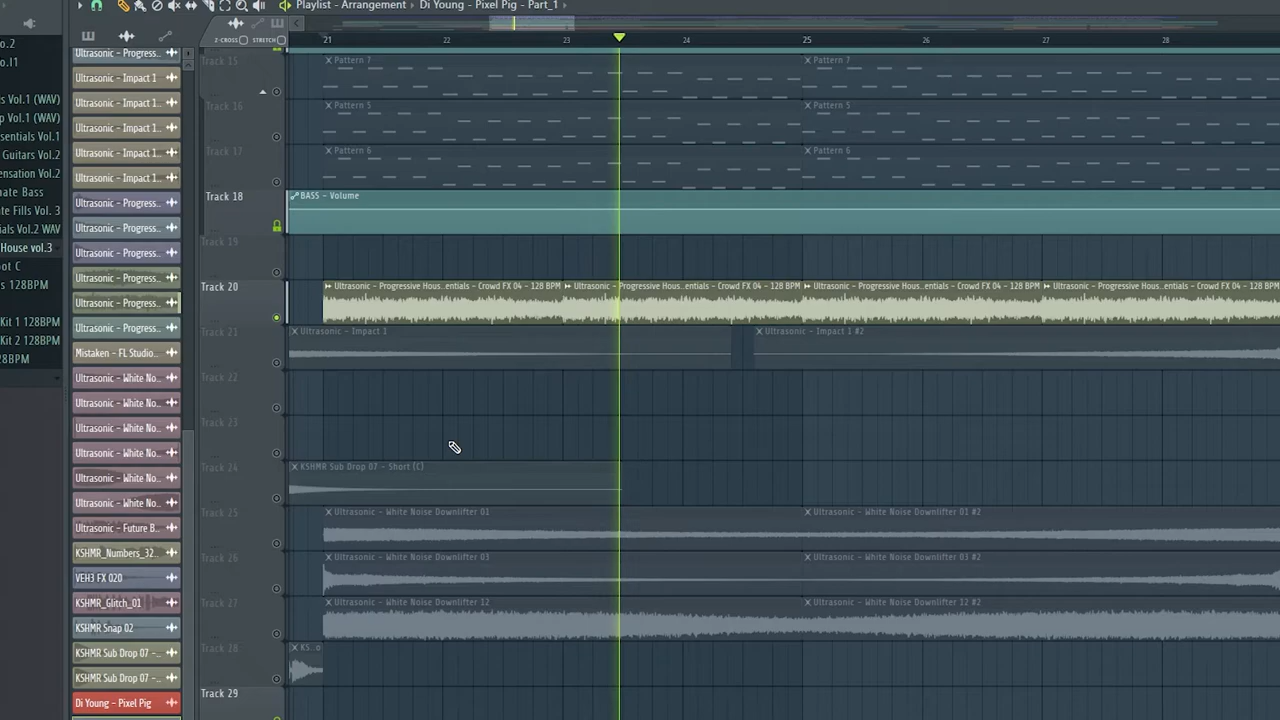 Playlist - Arrangement › Di Young - Pixel Pig - Part_1 ›
Z-CROSS STRETCH
21 22 23 24 25 26 27 28
o.2
o.I1
s Vol.1 (WAV)
p Vol.1 (WAV)
sentials Vol.1
Guitars Vol.2
ensation Vol.2
nate Bass
ate Fills Vol. 3
ials Vol.2 WAV
House vol.3
oot C
s 128BPM
Kit 1 128BPM
Kit 2 128BPM
28BPM
Ultrasonic - Progress..
Ultrasonic - Impact 1
Ultrasonic - Impact 1..
Ultrasonic - Impact 1..
Ultrasonic - Impact 1..
Ultrasonic - Impact 1..
Ultrasonic - Progress..
Ultrasonic - Progress..
Ultrasonic - Progress..
Ultrasonic - Progress..
Ultrasonic - Progress..
Ultrasonic - Progress..
Mistaken - FL Studio..
Ultrasonic - White No..
Ultrasonic - White No..
Ultrasonic - White No..
Ultrasonic - White No..
Ultrasonic - White No..
Ultrasonic - White No..
Ultrasonic - Future B..
KSHMR_Numbers_32..
VEH3 FX 020
KSHMR_Glitch_01
KSHMR Snap 02
KSHMR Sub Drop 07 -..
KSHMR Sub Drop 07 -..
Di Young - Pixel Pig
Track 15 Pattern 7 Pattern 7
Track 16 Pattern 5 Pattern 5
Track 17 Pattern 6 Pattern 6
Track 18 BASS - Volume
Track 19
Track 20 Ultrasonic - Progressive Hous..entials - Crowd FX 04 - 128 BPM Ultrasonic - Progressive Hous..entials - Crowd FX 04 - 128 BPM Ultrasonic - Progressive Hous..entials - Crowd FX 04 - 128 BPM Ultrasonic - Progressive Hous..entials - Crowd FX 04 - 128 BPM
Track 21 Ultrasonic - Impact 1 Ultrasonic - Impact 1 #2
Track 22
Track 23
Track 24 KSHMR Sub Drop 07 - Short (C)
Track 25 Ultrasonic - White Noise Downlifter 01 Ultrasonic - White Noise Downlifter 01 #2
Track 26 Ultrasonic - White Noise Downlifter 03 Ultrasonic - White Noise Downlifter 03 #2
Track 27 Ultrasonic - White Noise Downlifter 12 Ultrasonic - White Noise Downlifter 12 #2
Track 28 KS..o
Track 29